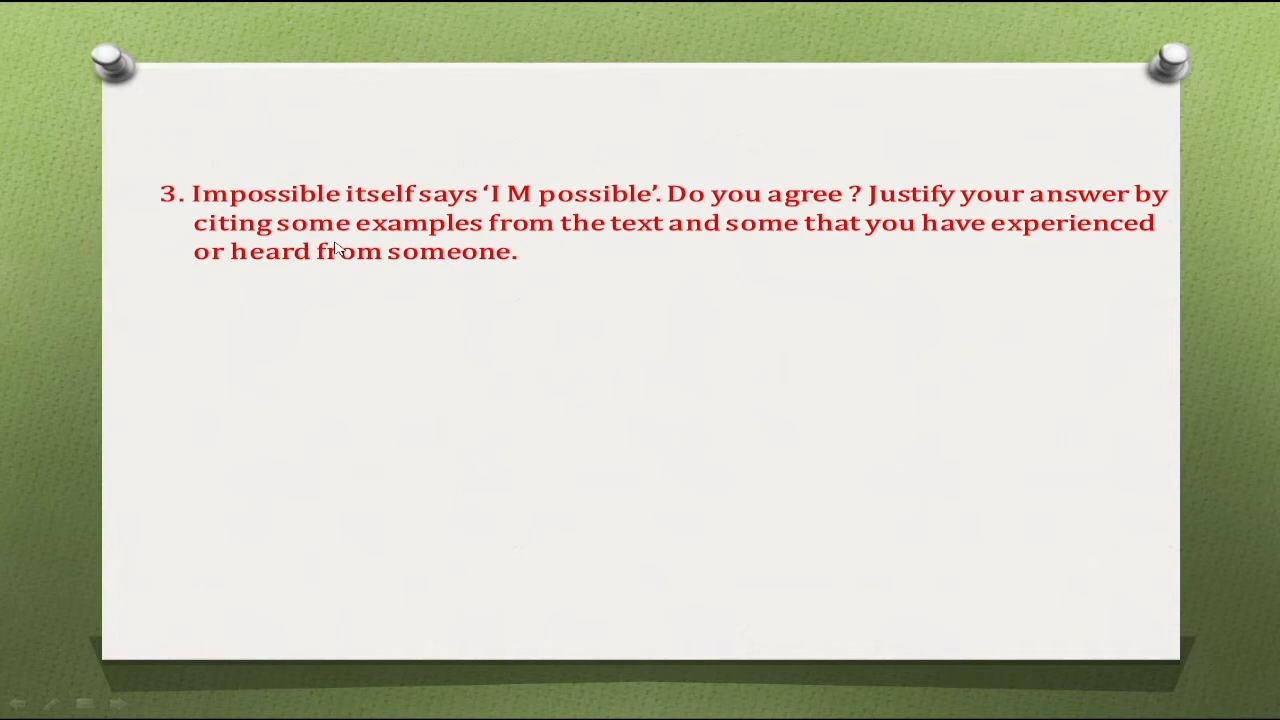 3. Impossible itself says ‘I M possible’. Do you agree ? Justify your answer by
citing some examples from the text and some that you have experienced
or heard from someone.